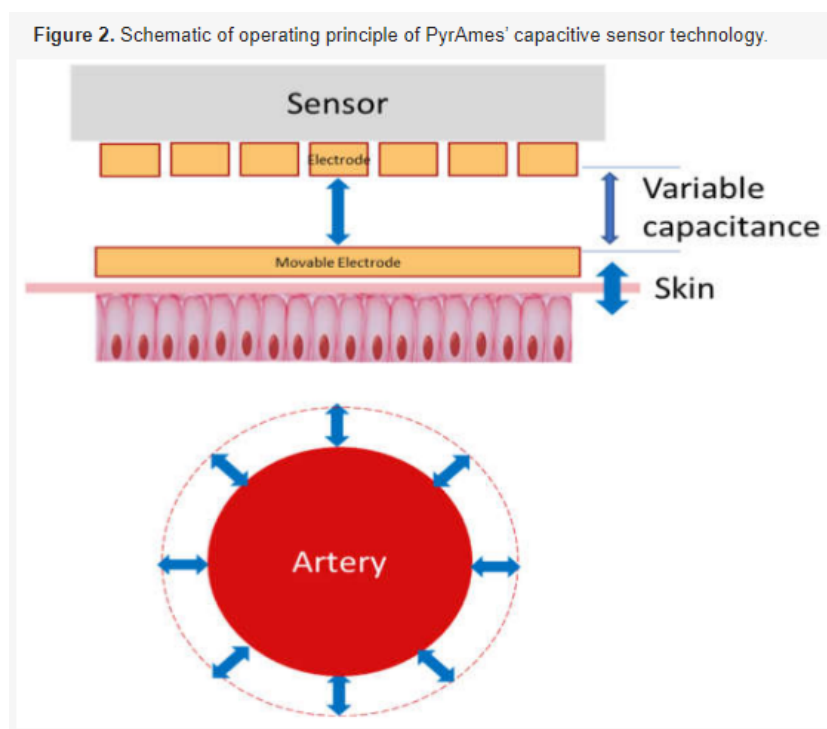 Figure 2. Schematic of operating principle of PyrAmes’ capacitive sensor technology.
Sensor
Electrode
Variable
capacitance
Movable Electrode
Skin
Artery